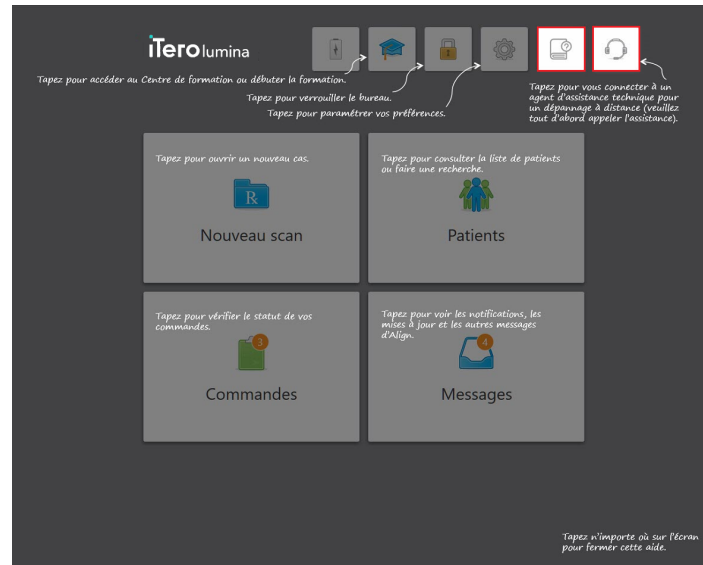 iTero lumina
Tapez pour accéder au Centre de formation ou débuter la formation.
Tapez pour verrouiller le bureau.
Tapez pour paramétrer vos préférences.
Tapez pour vous connecter à un
agent d'assistance technique pour
un dépannage à distance (veuillez
tout d'abord appeler l'assistance).
Tapez pour ouvrir un nouveau cas.
Rx
Nouveau scan
Tapez pour consulter la liste de patients
ou faire une recherche.
Patients
Tapez pour vérifier le statut de vos
commandes.
3
Commandes
Tapez pour voir les notifications, les
mises à jour et les autres messages
d'Align.
4
Messages
Tapez n'importe où sur l'écran
pour fermer cette aide.